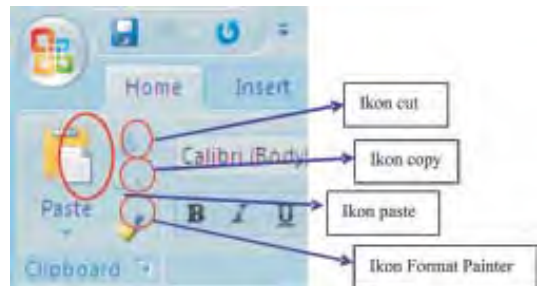 Home Insert
Ikon cut
Calibri (Body)
Ikon copy
Paste
B I U
Ikon paste
Clipboard
Ikon Format Painter